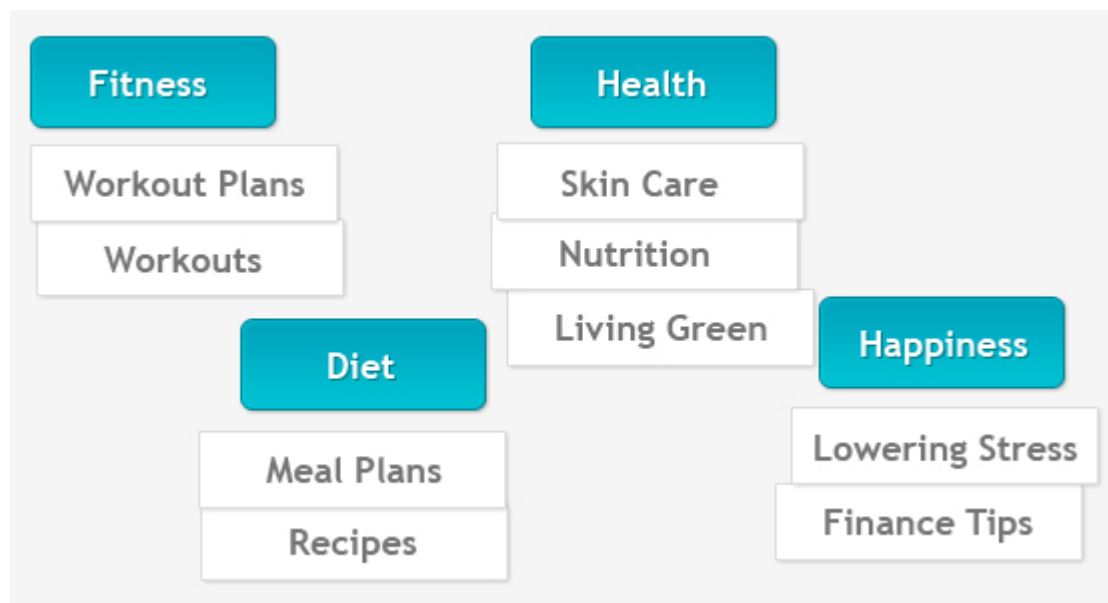 Fitness
Workout Plans
Workouts
Health
Skin Care
Nutrition
Living Green
Diet
Meal Plans
Recipes
Happiness
Lowering Stress
Finance Tips